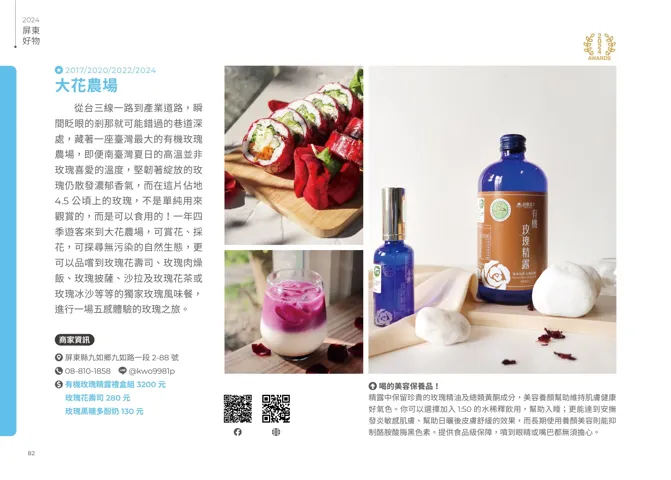 2024
屏東
好物
2024
AWARDS
2017/2020/2022/2024
大花農場
從台三線一路到產業道路，瞬
間眨眼的剎那就可能錯過的巷道深
處，藏著一座臺灣最大的有機玫瑰
農場，即便南臺灣夏日的高溫並非
玫瑰喜愛的溫度，堅韌著綻放的玫
瑰仍散發濃郁香氣，而在這片佔地
4.5 公頃上的玫瑰，不是單純用來
觀賞的，而是可以食用的！一年四
季遊客來到大花農場，可賞花、採
花，可探尋無污染的自然生態，更
可以品嚐到玫瑰花壽司、玫瑰肉燥
飯、玫瑰披薩、沙拉及玫瑰花茶或
玫瑰冰沙等等的獨家玫瑰風味餐，
進行一場五感體驗的玫瑰之旅。
商家資訊
屏東縣九如鄉九如路一段 2-88 號
08-810-1858 @kwo9981p
有機玫瑰精露禮盒組 3200 元
玫瑰花壽司 280 元
玫瑰黑糖多酚奶 130 元
有機
玫瑰精露
喝的美容保養品！
精露中保留珍貴的玫瑰精油及總類黃酮成分，美容養顏幫助維持肌膚健康
好氣色。你可以選擇加入 1:50 的水稀釋飲用，幫助入睡；更能達到安撫
發炎敏感肌膚、幫助日曬後皮膚舒緩的效果，而長期使用養顏美容則能抑
制酪胺酸酶黑色素。提供食品級保障，噴到眼睛或嘴巴都無須擔心。
82